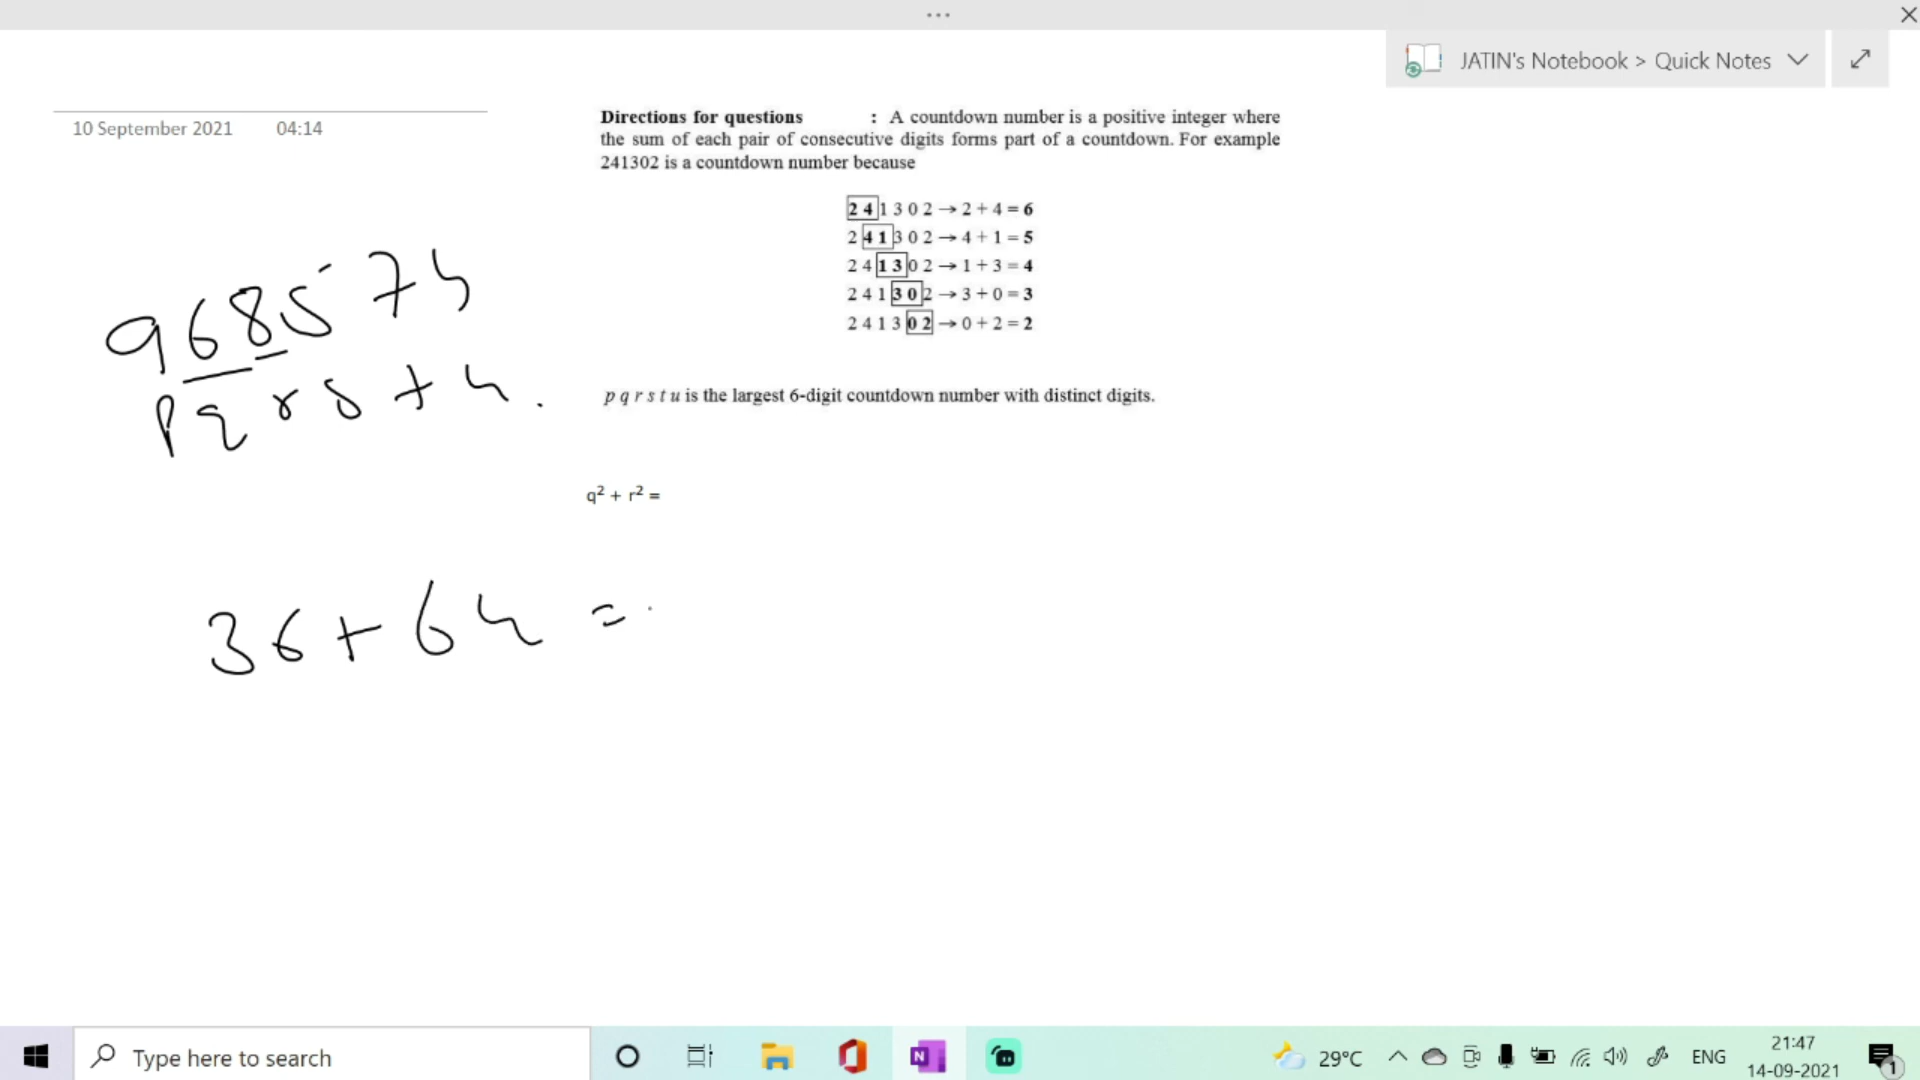 JATIN's Notebook > Quick Notes
10 September 2021 04:14
Directions for questions : A countdown number is a positive integer where
the sum of each pair of consecutive digits forms part of a countdown. For example
241302 is a countdown number because
2 4 1 3 0 2 → 2 + 4 = 6
2 4 1 3 0 2 → 4 + 1 = 5
2 4 1 3 0 2 → 1 + 3 = 4
2 4 1 3 0 2 → 3 + 0 = 3
2 4 1 3 0 2 → 0 + 2 = 2
968574
p q r s t u .
p q r s t u is the largest 6-digit countdown number with distinct digits.
q² + r² =
36 + 64 =
Type here to search
29°C
ENG
21:47
14-09-2021
1